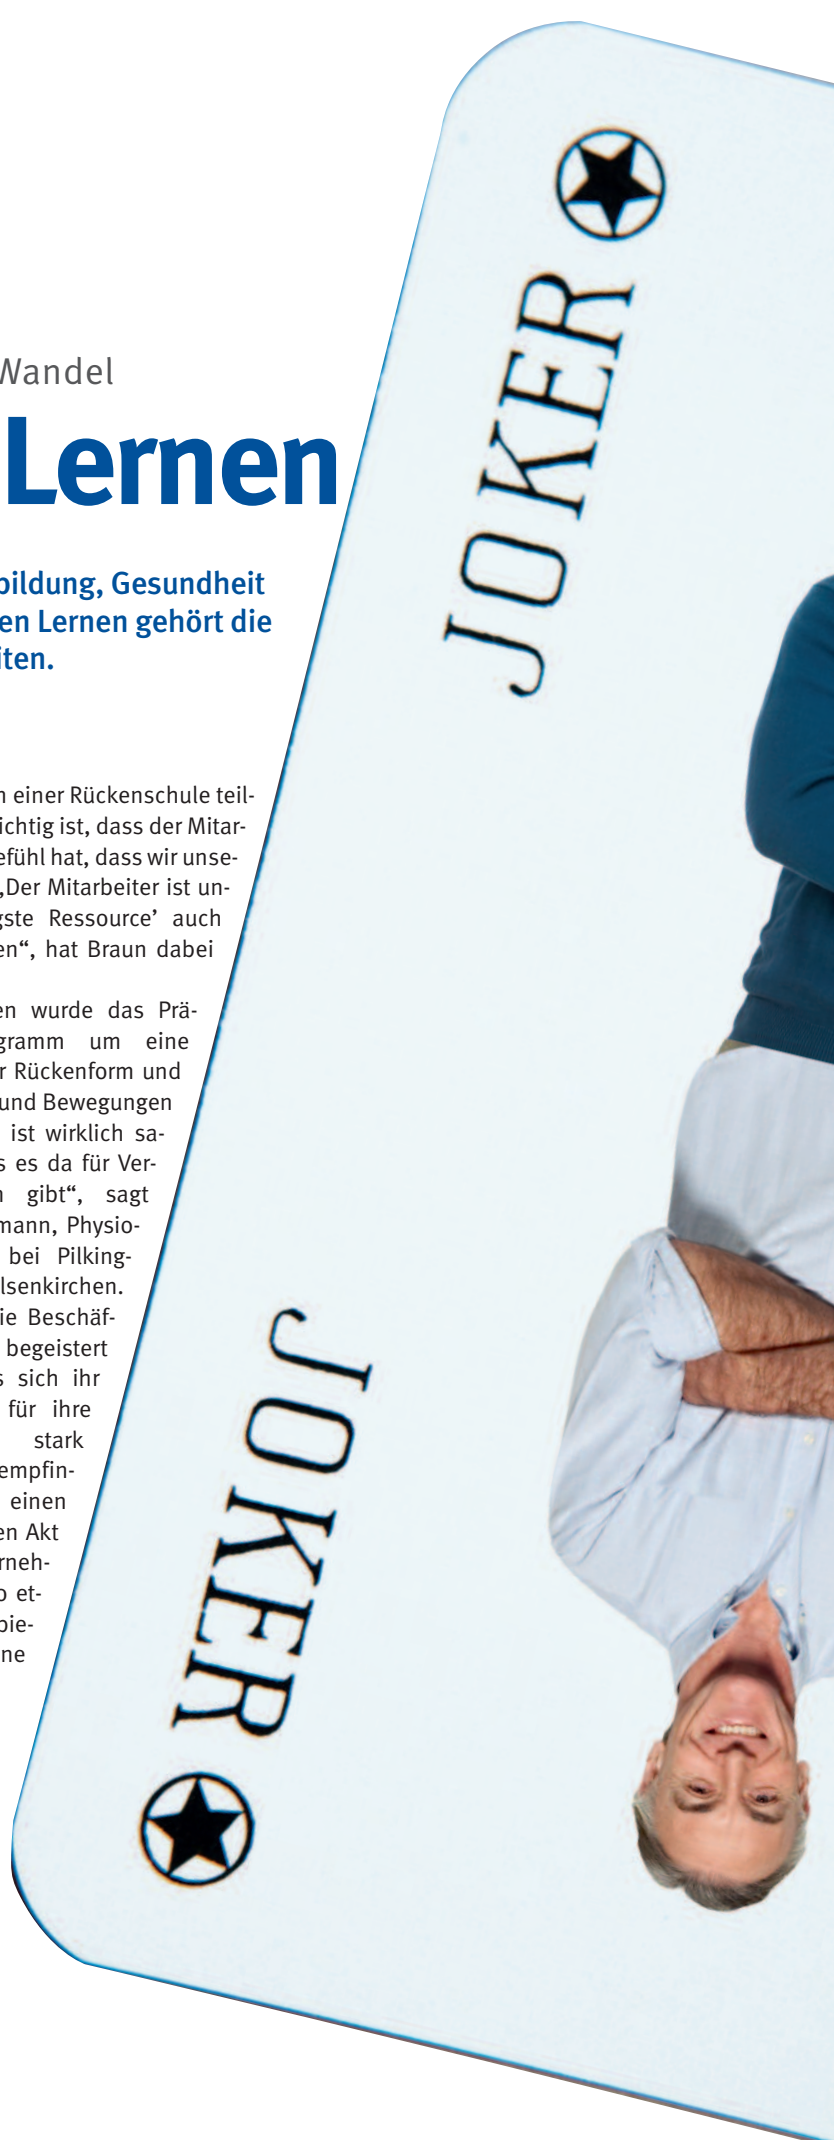 Wandel
Lernen
bildung, Gesundheit
en Lernen gehört die
iten.
n einer Rückenschule teil-
ichtig ist, dass der Mitar-
efühl hat, dass wir unse-
‚Der Mitarbeiter ist un-
gste Ressource’ auch
en“, hat Braun dabei
en wurde das Prä-
gramm um eine
r Rückenform und
und Bewegungen
ist wirklich sa-
s es da für Ver-
n gibt“, sagt
mann, Physio-
bei Pilking-
lsenkirchen.
ie Beschäf-
begeistert
s sich ihr
für ihre
stark
empfin-
einen
en Akt
rneh-
o et-
bie-
ne
JOKER
JOKER